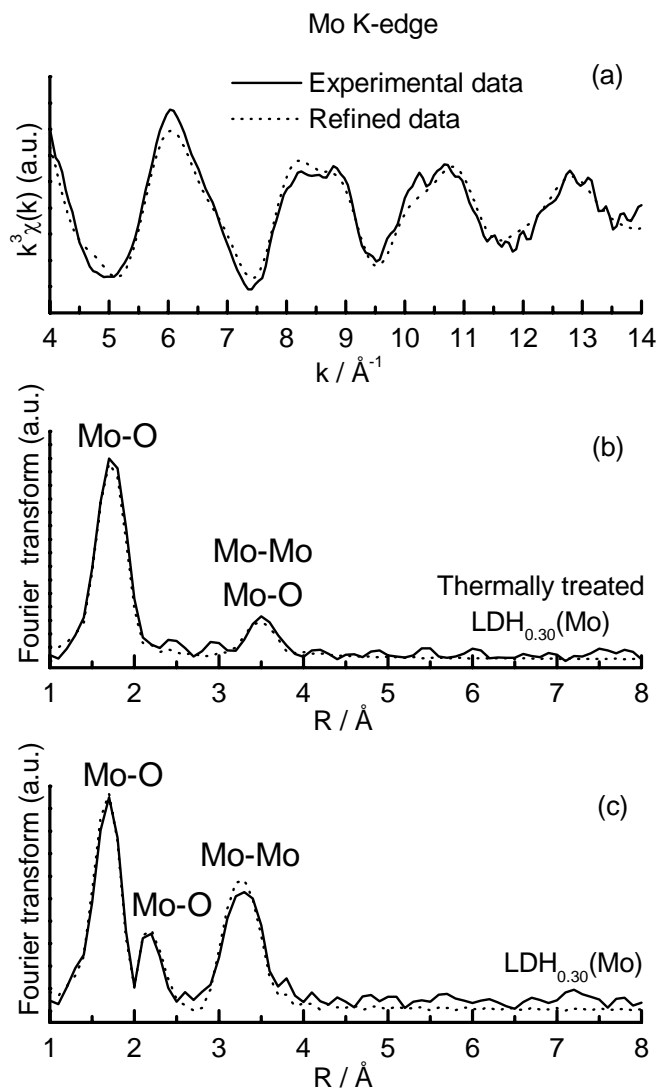 Mo K-edge
(a)
Experimental data
Refined data
k³χ(k) (a.u.)
4 5 6 7 8 9 10 11 12 13 14
k / Å⁻¹
(b)
Mo-O
Mo-Mo
Mo-O
Thermally treated
LDH₀.₃₀(Mo)
Fourier transform (a.u.)
1 2 3 4 5 6 7 8
R / Å
(c)
Mo-O
Mo-Mo
Mo-O
LDH₀.₃₀(Mo)
Fourier transform (a.u.)
1 2 3 4 5 6 7 8
R / Å